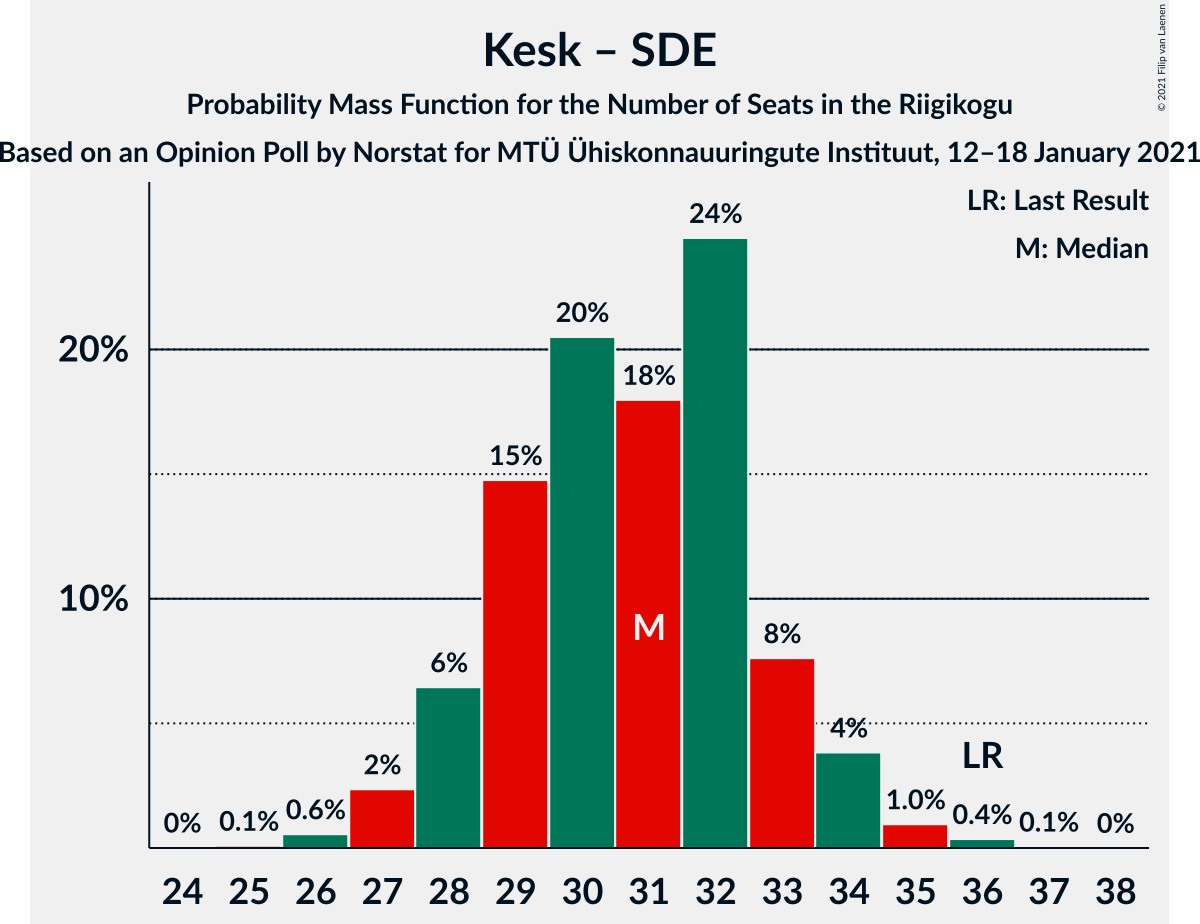 Kesk – SDE
Probability Mass Function for the Number of Seats in the Riigikogu
Based on an Opinion Poll by Norstat for MTÜ Ühiskonnauuringute Instituut, 12–18 January 2021
© 2021 Filip van Laenen
LR: Last Result
M: Median
24%
20%
20%
18%
15%
10%
M
8%
6%
4%
LR
2%
1.0%
0.6%
0.4%
0% 0.1% 0.1% 0%
24 25 26 27 28 29 30 31 32 33 34 35 36 37 38